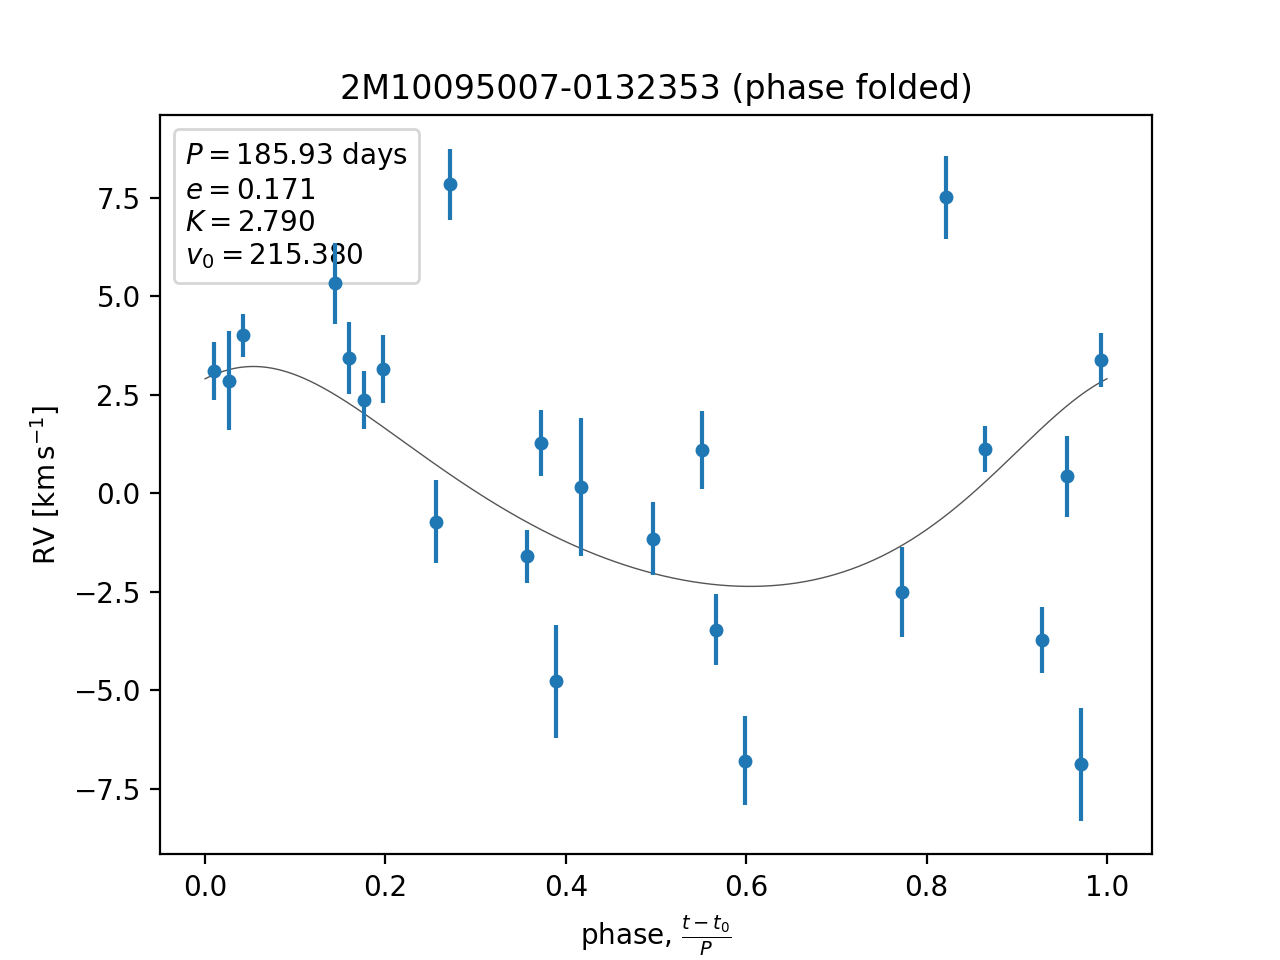 2M10095007-0132353 (phase folded)
P = 185.93 days
e = 0.171
K = 2.790
v₀ = 215.380
7.5
5.0
2.5
0.0
−2.5
−5.0
−7.5
RV [km s⁻¹]
0.0 0.2 0.4 0.6 0.8 1.0
phase, (t − t₀)/P